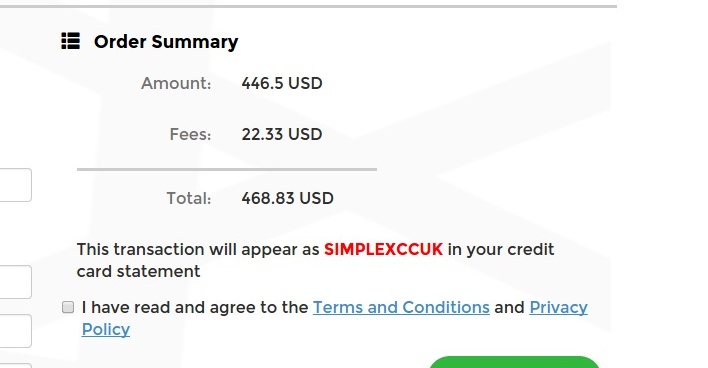 Order Summary
Amount: 446.5 USD
Fees: 22.33 USD
Total: 468.83 USD
This transaction will appear as SIMPLEXCCUK in your credit
card statement
I have read and agree to the Terms and Conditions and Privacy
Policy